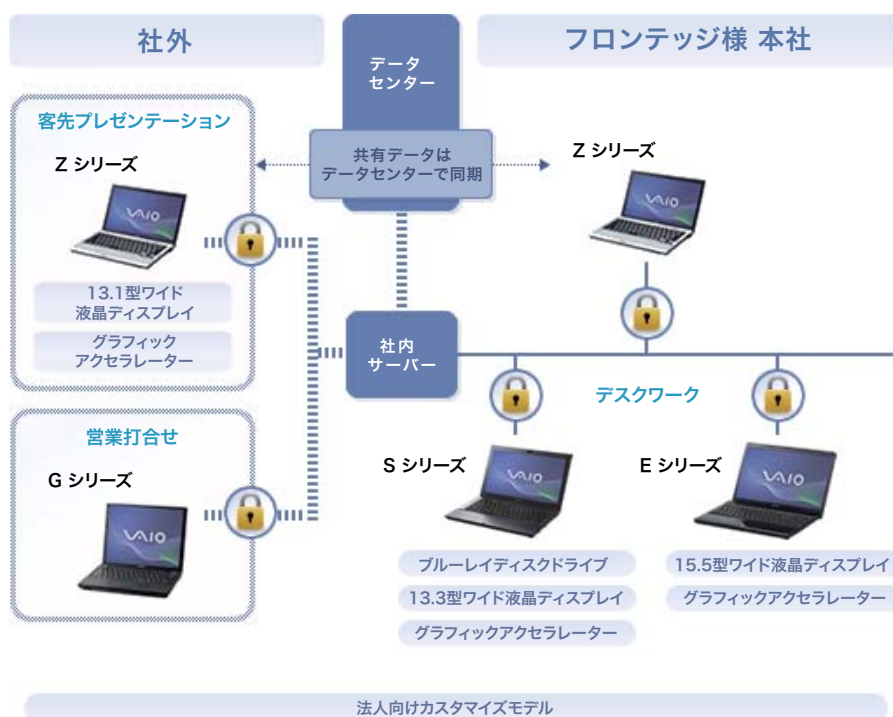 社外
データ
センター
フロンテッジ様 本社
客先プレゼンテーション
Z シリーズ
VAIO
13.1型ワイド
液晶ディスプレイ
グラフィック
アクセラレーター
共有データは
データセンターで同期
Z シリーズ
VAIO
社内
サーバー
営業打合せ
G シリーズ
VAIO
デスクワーク
S シリーズ
VAIO
ブルーレイディスクドライブ
13.3型ワイド液晶ディスプレイ
グラフィックアクセラレーター
E シリーズ
VAIO
15.5型ワイド液晶ディスプレイ
グラフィックアクセラレーター
法人向けカスタマイズモデル